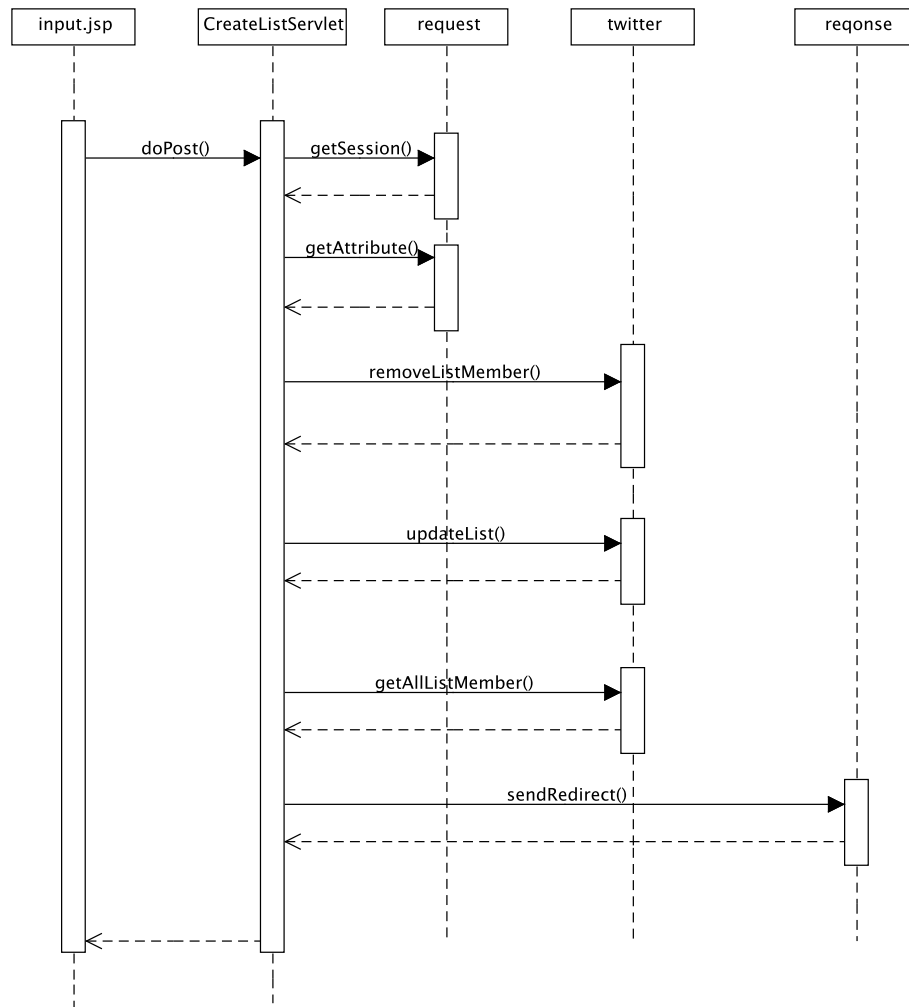 input.jsp
CreateListServlet
request
twitter
reqonse
doPost()
getSession()
getAttribute()
removeListMember()
updateList()
getAllListMember()
sendRedirect()